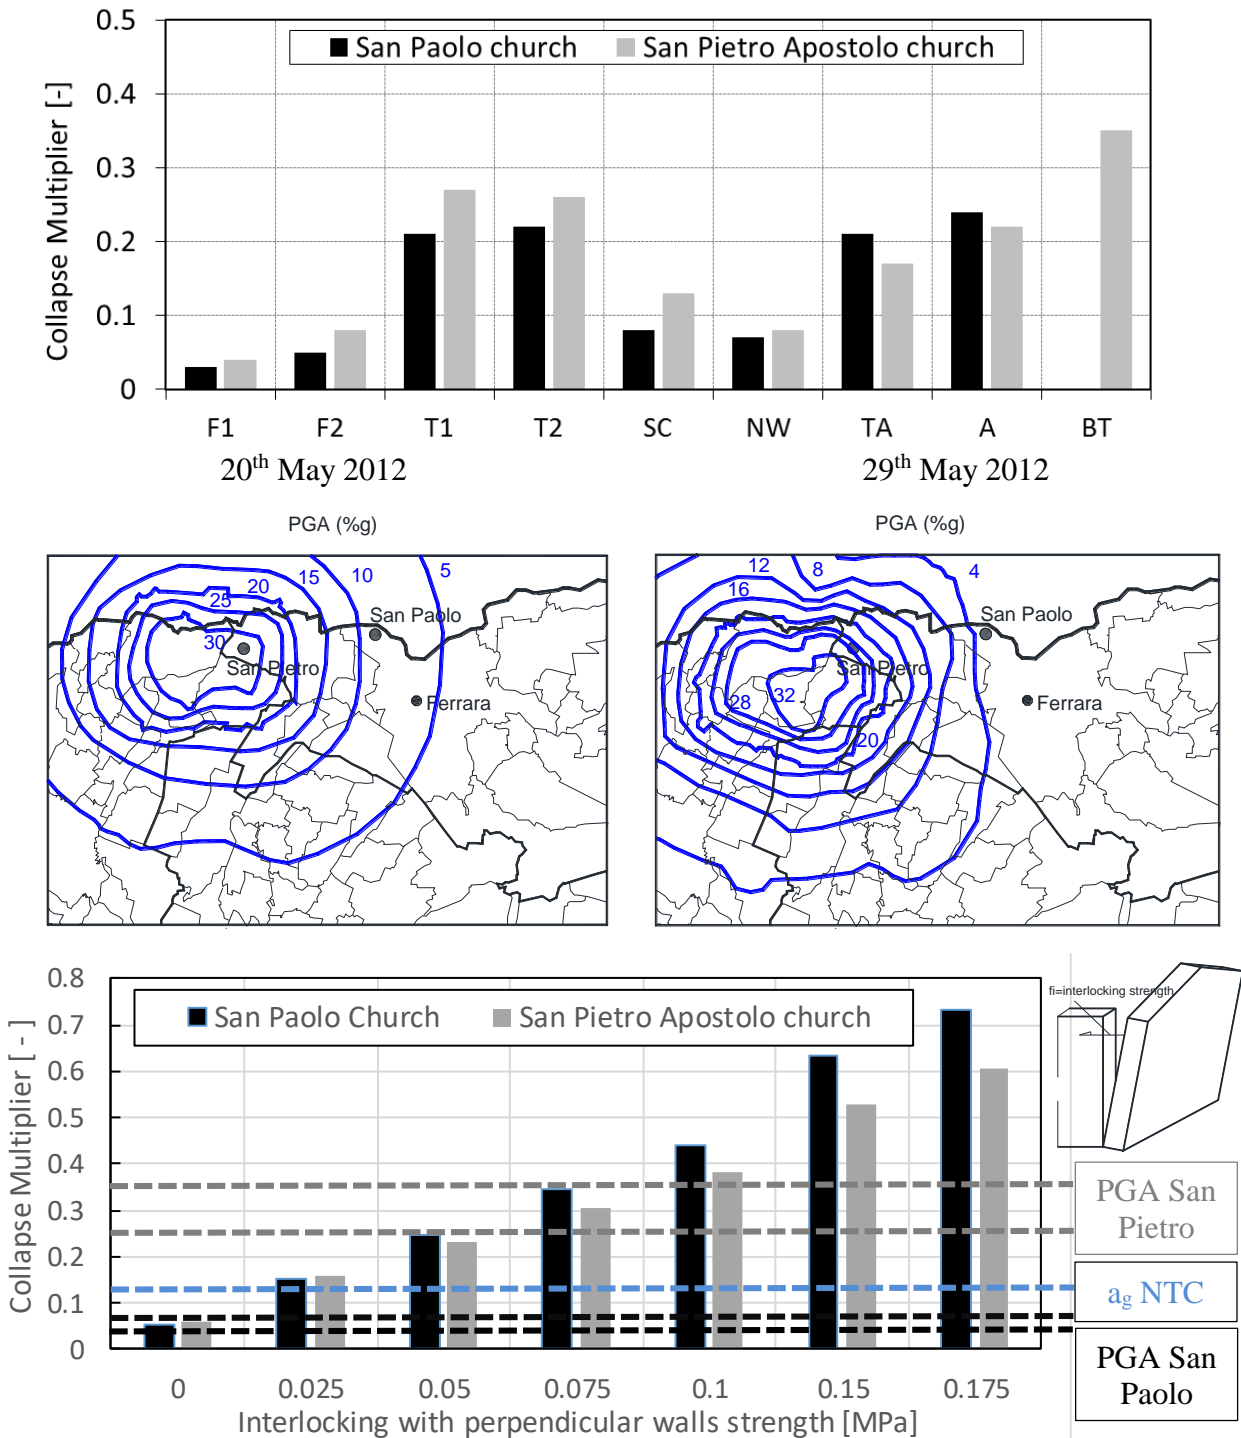 0.5
San Paolo church
San Pietro Apostolo church
0.4
0.3
0.2
0.1
0
Collapse Multiplier [-]
F1 F2 T1 T2 SC NW TA A BT
20th May 2012
29th May 2012
PGA (%g)
5
10
15
20
25
30
San Paolo
San Pietro
Ferrara
PGA (%g)
4
8
12
16
San Paolo
San Pietro
28
32
20
Ferrara
0.8
San Paolo Church
San Pietro Apostolo church
0.7
0.6
0.5
0.4
0.3
0.2
0.1
0
Collapse Multiplier [ - ]
0 0.025 0.05 0.075 0.1 0.15 0.175
Interlocking with perpendicular walls strength [MPa]
fi=interlocking strength
PGA San
Pietro
ag NTC
PGA San
Paolo